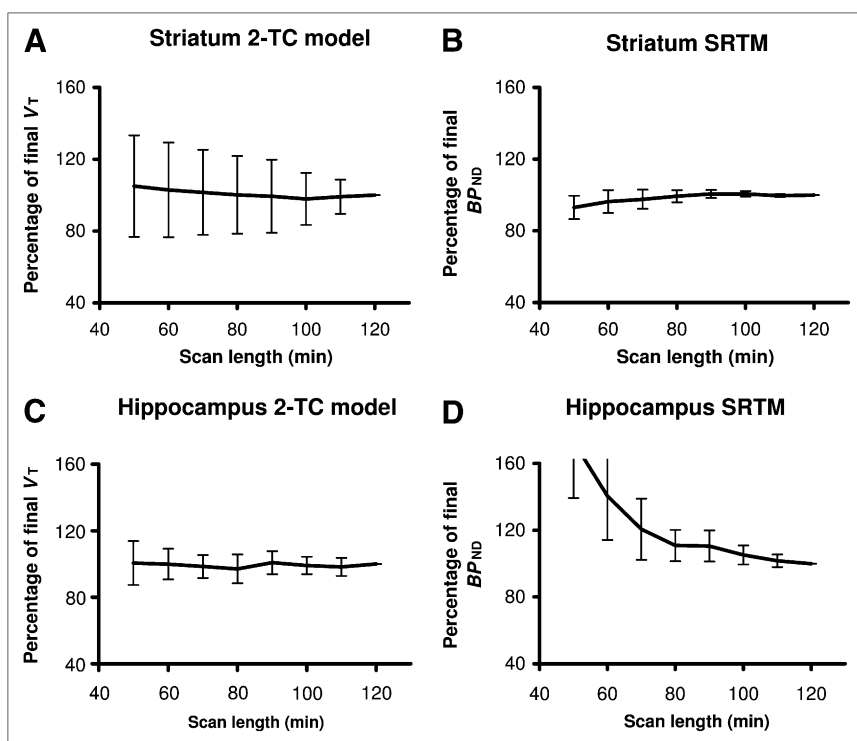 A
Striatum 2-TC model
Percentage of final VT
160
120
80
40
40 60 80 100 120
Scan length (min)
B
Striatum SRTM
Percentage of final
BPND
160
120
80
40
40 60 80 100 120
Scan length (min)
C
Hippocampus 2-TC model
Percentage of final VT
160
120
80
40
40 60 80 100 120
Scan length (min)
D
Hippocampus SRTM
Percentage of final
BPND
160
120
80
40
40 60 80 100 120
Scan length (min)